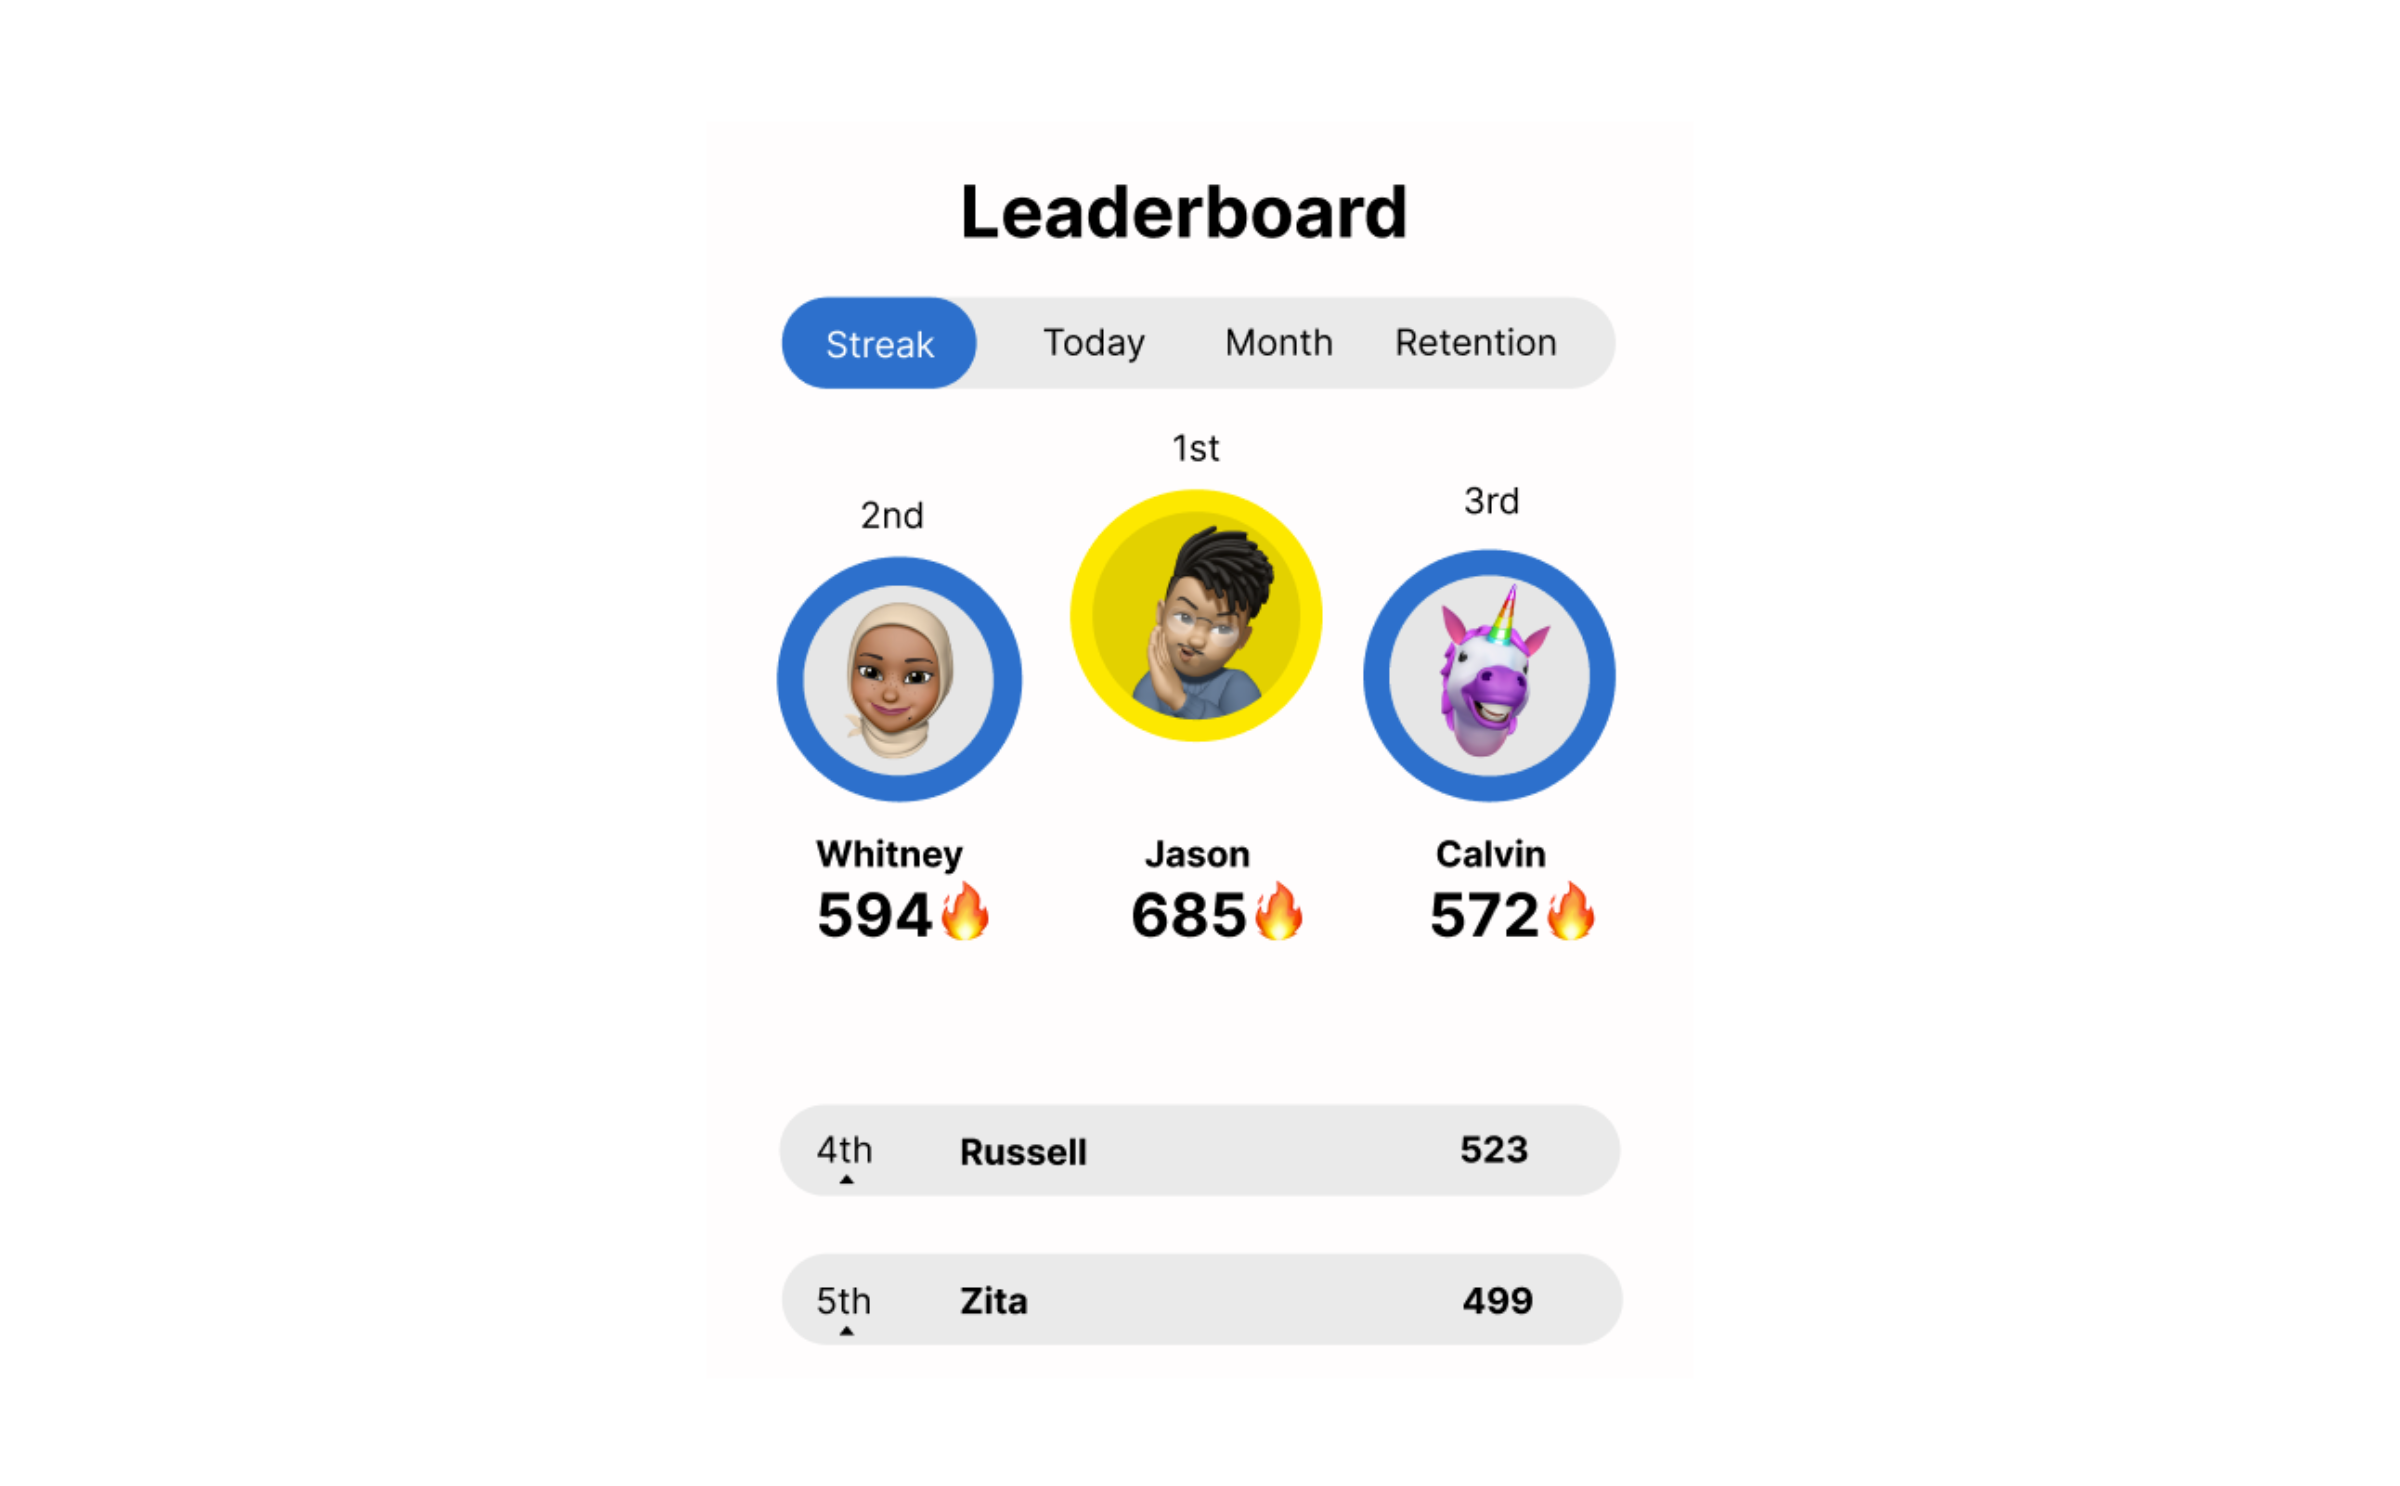 Leaderboard
Streak Today Month Retention
1st
2nd
3rd
Whitney Jason Calvin
594🔥 685🔥 572🔥
4th Russell 523
5th Zita 499